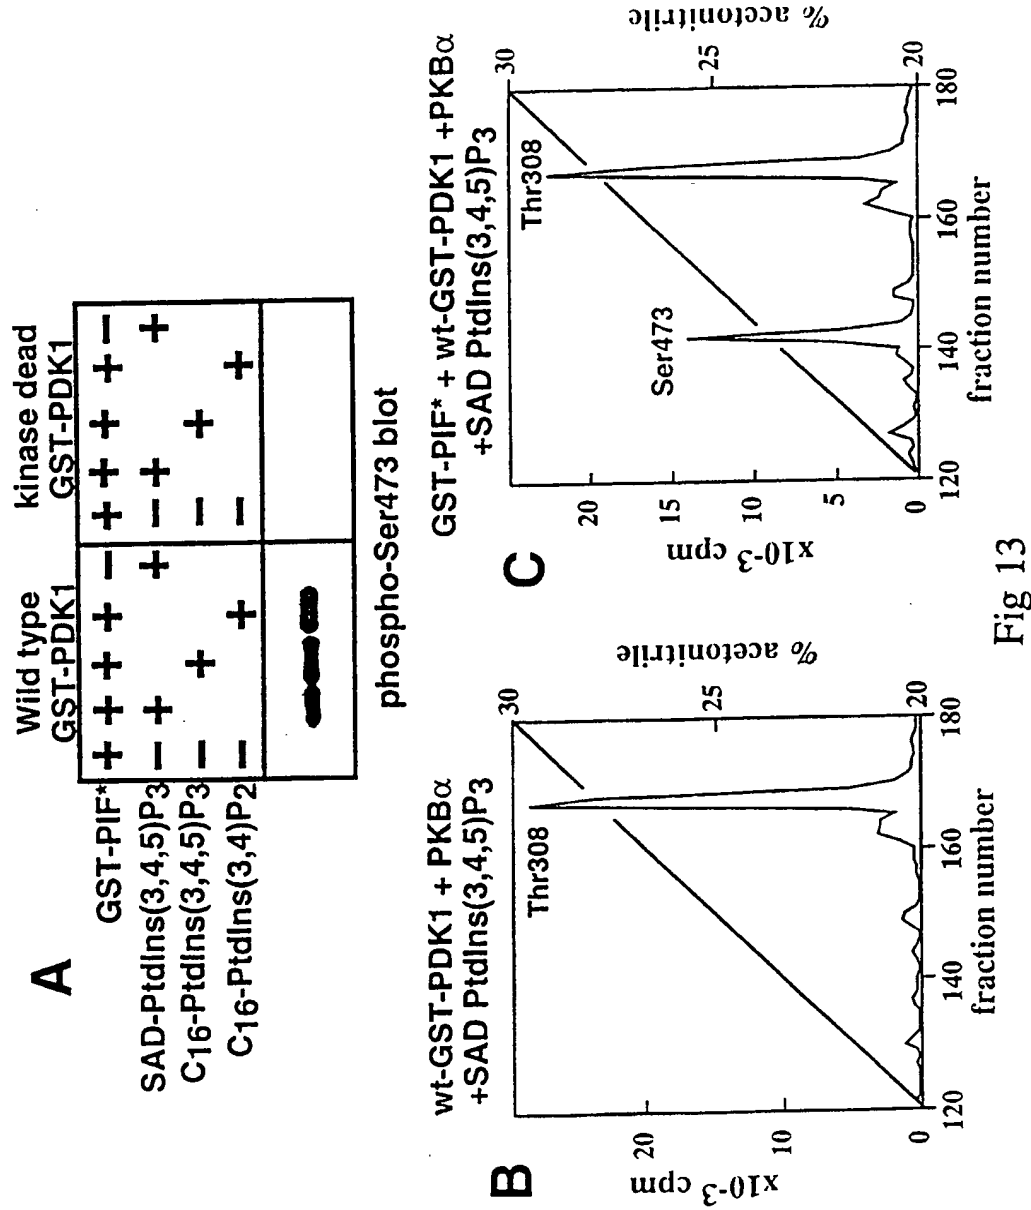 A
Wild type
GST-PDK1
kinase dead
GST-PDK1
GST-PIF* + + + + − + + + + −
SAD-PtdIns(3,4,5)P3 − + + − + +
C16-PtdIns(3,4,5)P3 − + − +
C16-PtdIns(3,4)P2 − + − +
phospho-Ser473 blot
B
wt-GST-PDK1 + PKBα
+SAD PtdIns(3,4,5)P3
Thr308
x10-3 cpm
20
10
0
30
25
20
% acetonitrile
120 140 160 180
fraction number
C
GST-PIF* + wt-GST-PDK1 +PKBα
+SAD PtdIns(3,4,5)P3
Ser473
Thr308
x10-3 cpm
20
15
10
5
0
30
25
20
% acetonitrile
120 140 160 180
fraction number
Fig 13